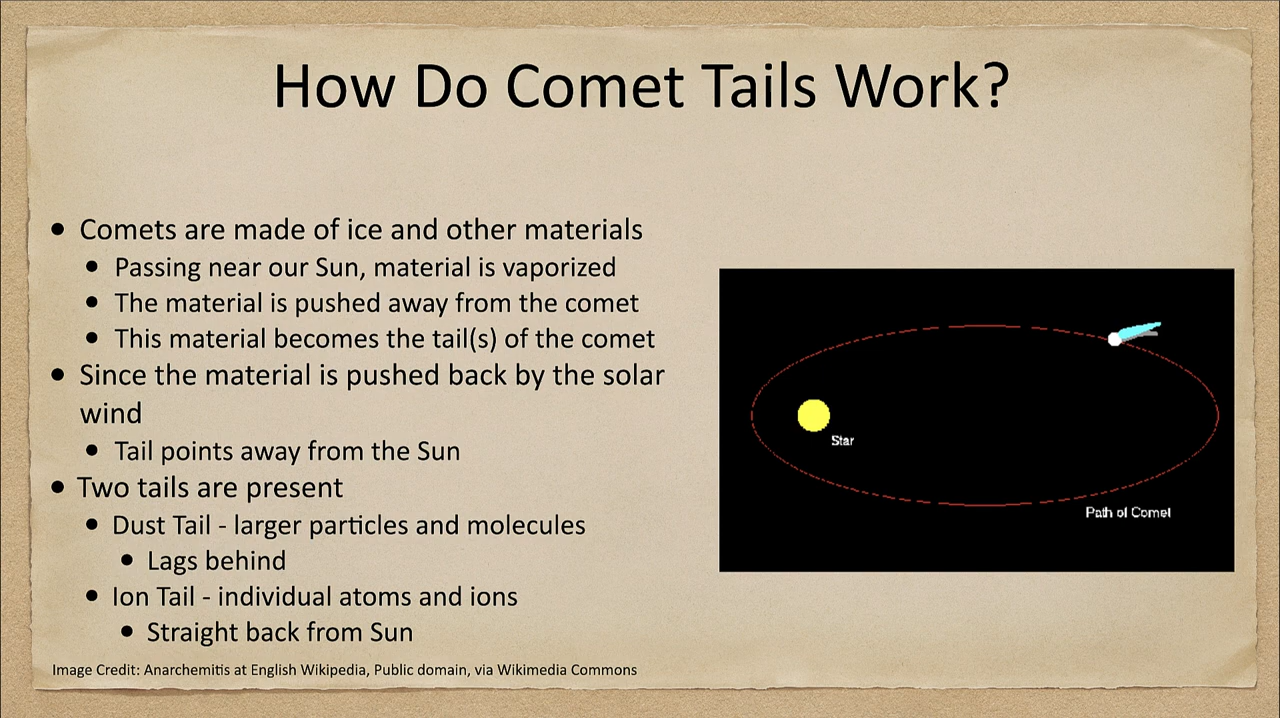 How Do Comet Tails Work?
• Comets are made of ice and other materials
• Passing near our Sun, material is vaporized
• The material is pushed away from the comet
• This material becomes the tail(s) of the comet
• Since the material is pushed back by the solar
wind
• Tail points away from the Sun
• Two tails are present
• Dust Tail - larger particles and molecules
• Lags behind
• Ion Tail - individual atoms and ions
• Straight back from Sun
Star
Path of Comet
Image Credit: Anarchemitis at English Wikipedia, Public domain, via Wikimedia Commons